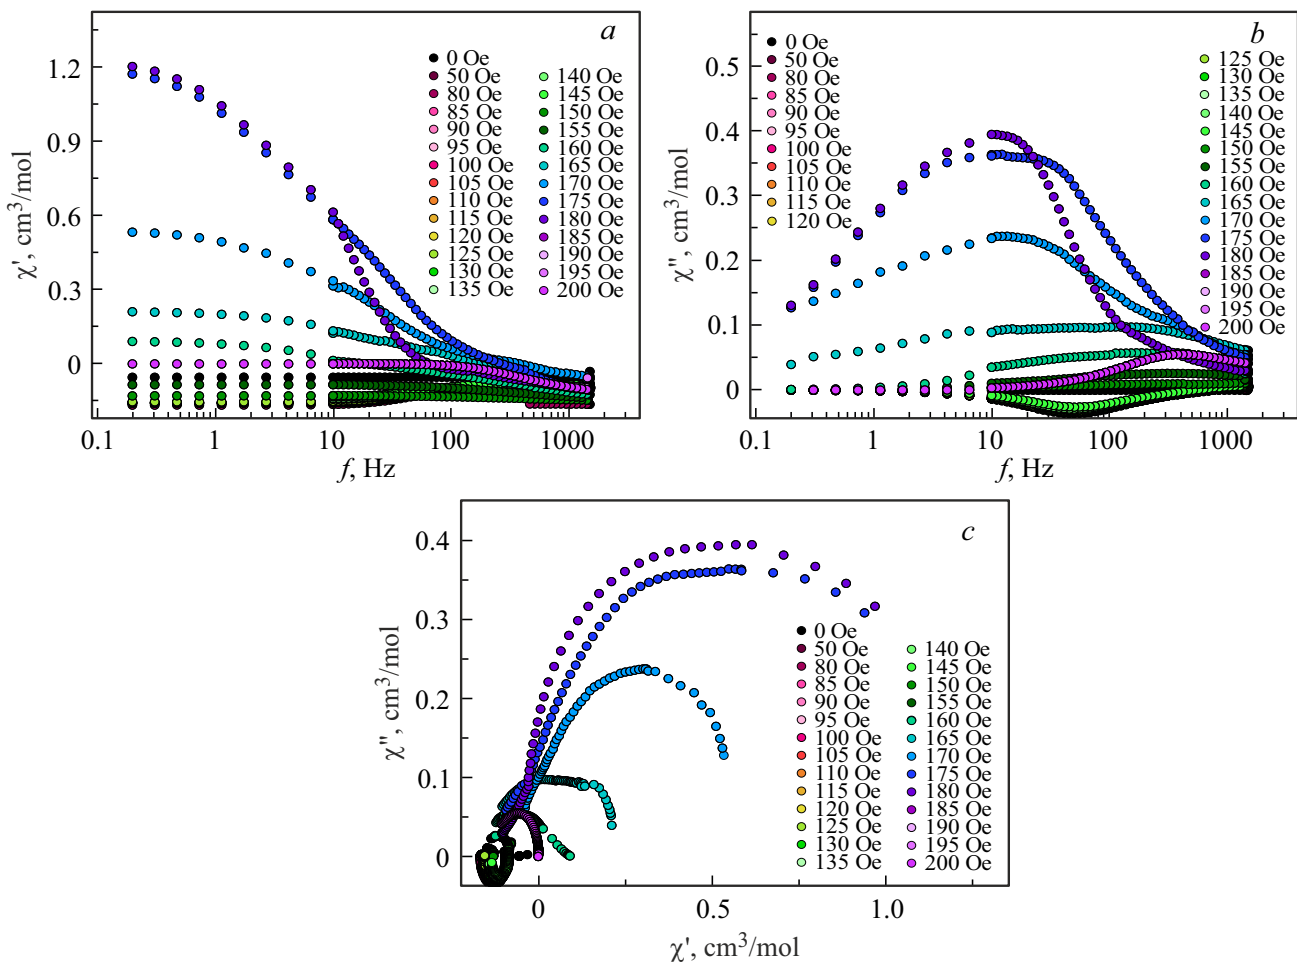 a
χ', cm³/mol
1.2
0.9
0.6
0.3
0
0.1
1
10
100
1000
f, Hz
0 Oe
50 Oe
80 Oe
85 Oe
90 Oe
95 Oe
100 Oe
105 Oe
110 Oe
115 Oe
120 Oe
125 Oe
130 Oe
135 Oe
140 Oe
145 Oe
150 Oe
155 Oe
160 Oe
165 Oe
170 Oe
175 Oe
180 Oe
185 Oe
190 Oe
195 Oe
200 Oe
b
χ'', cm³/mol
0.5
0.4
0.3
0.2
0.1
0
0.1
1
10
100
1000
f, Hz
0 Oe
50 Oe
80 Oe
85 Oe
90 Oe
95 Oe
100 Oe
105 Oe
110 Oe
115 Oe
120 Oe
125 Oe
130 Oe
135 Oe
140 Oe
145 Oe
150 Oe
155 Oe
160 Oe
165 Oe
170 Oe
175 Oe
180 Oe
185 Oe
190 Oe
195 Oe
200 Oe
c
χ'', cm³/mol
0.4
0.3
0.2
0.1
0
0
0.5
1.0
χ', cm³/mol
0 Oe
50 Oe
80 Oe
85 Oe
90 Oe
95 Oe
100 Oe
105 Oe
110 Oe
115 Oe
120 Oe
125 Oe
130 Oe
135 Oe
140 Oe
145 Oe
150 Oe
155 Oe
160 Oe
165 Oe
170 Oe
175 Oe
180 Oe
185 Oe
190 Oe
195 Oe
200 Oe